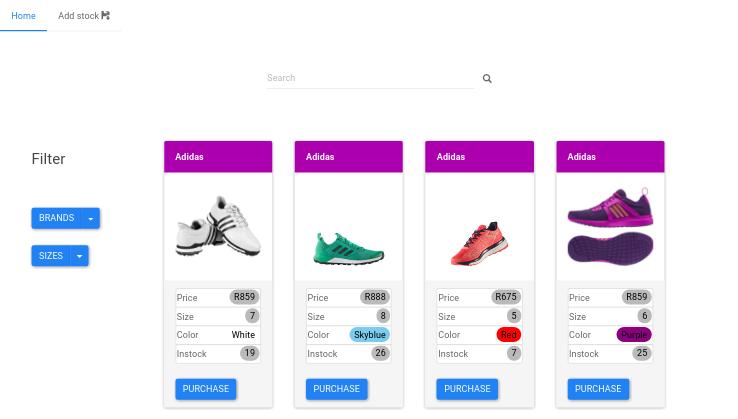 Home Add stock
Search
Filter
BRANDS
SIZES
Adidas
Price R859
Size 7
Color White
Instock 19
PURCHASE
Adidas
Price R888
Size 8
Color Skyblue
Instock 26
PURCHASE
Adidas
Price R675
Size 5
Color Red
Instock 7
PURCHASE
Adidas
Price R859
Size 6
Color Purple
Instock 25
PURCHASE